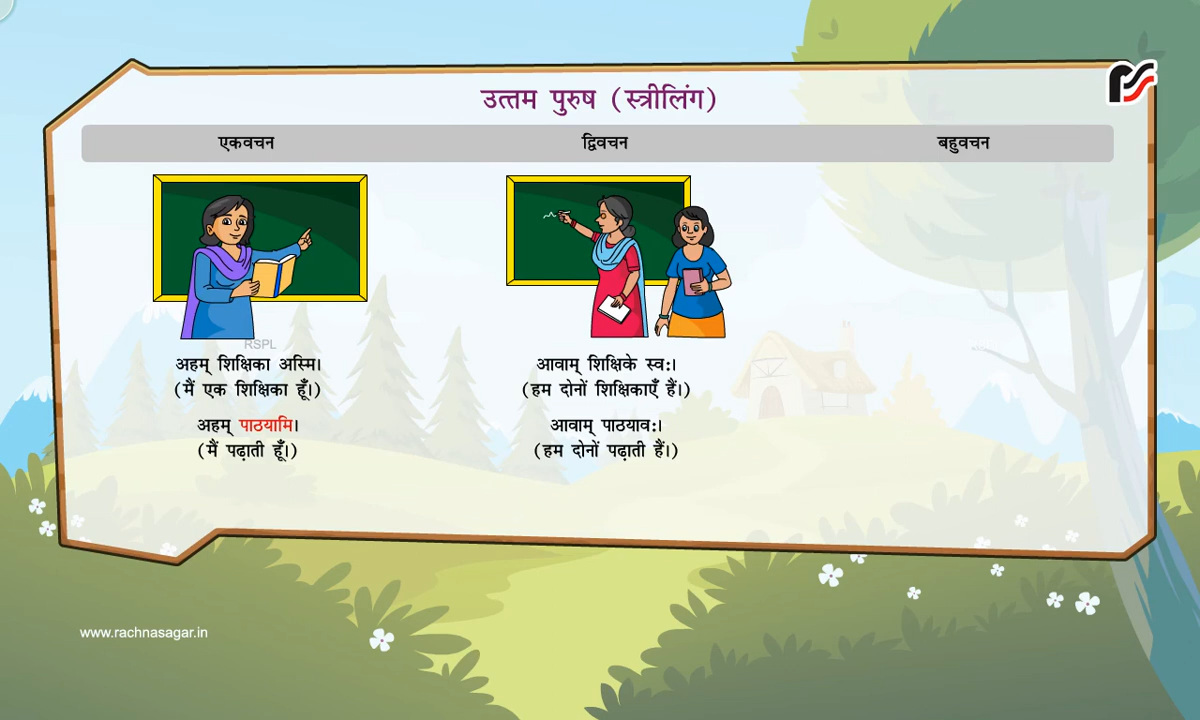 उत्तम पुरुष (स्त्रीलिंग)
एकवचन द्विवचन बहुवचन
RSPL
अहम् शिक्षिका अस्मि।
(मैं एक शिक्षिका हूँ।)
अहम् पाठयामि।
(मैं पढ़ाती हूँ।)
आवाम् शिक्षिके स्वः।
(हम दोनों शिक्षिकाएँ हैं।)
आवाम् पाठयावः।
(हम दोनों पढ़ाती हैं।)
www.rachnasagar.in